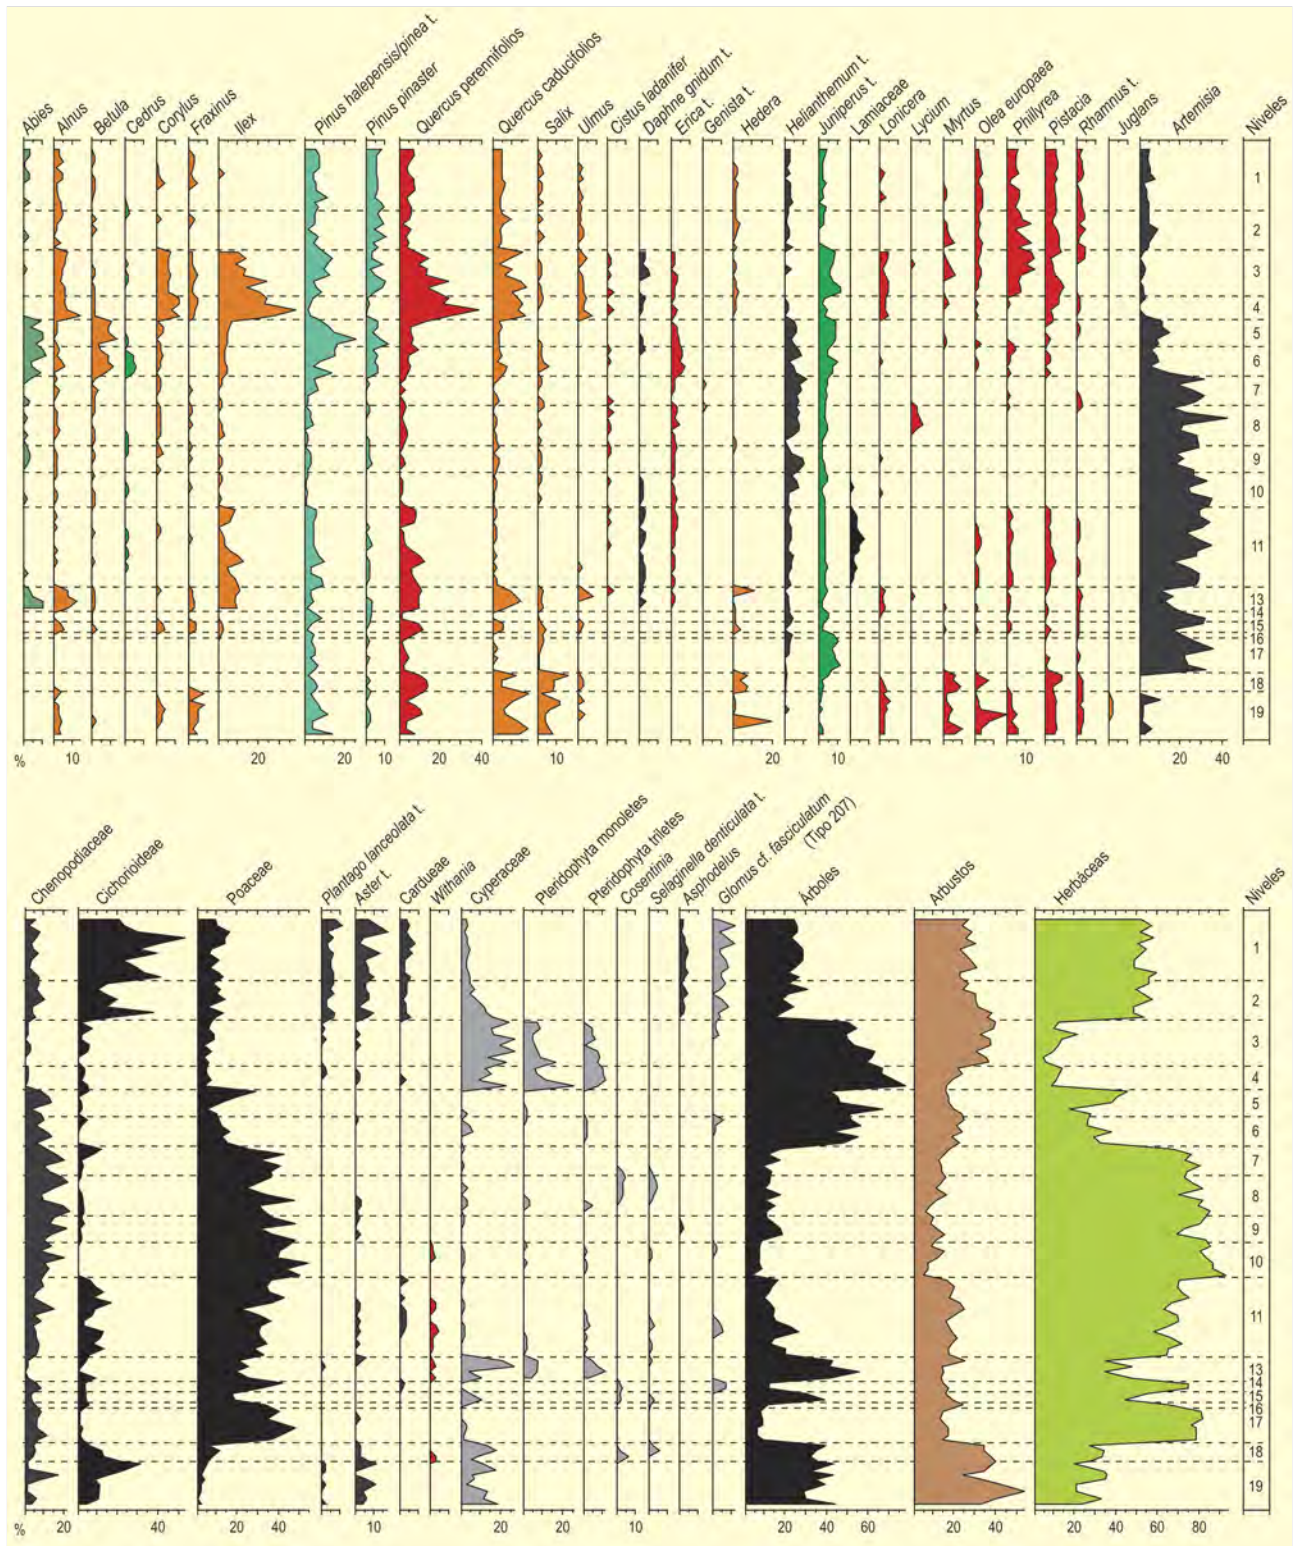 Abies
Alnus
Betula
Cedrus
Corylus
Fraxinus
Ilex
Pinus halepensis/pinea t.
Pinus pinaster
Quercus perennifolios
Quercus caducifolios
Salix
Ulmus
Cistus ladanifer
Daphne gnidum t.
Erica t.
Genista t.
Hedera
Helianthemum t.
Juniperus t.
Lamiaceae
Lonicera
Lycium
Myrtus
Olea europaea
Phillyrea
Pistacia
Rhamnus t.
Juglans
Artemisia
Niveles
1
2
3
4
5
6
7
8
9
10
11
13
14
15
16
17
18
19
% 10 20 20 20 40 10 20 10 10 20 40
Chenopodiaceae
Cichorioideae
Poaceae
Plantago lanceolata t.
Aster t.
Cardueae
Withania
Cyperaceae
Pteridophyta monoletes
Pteridophyta triletes
Cosentinia
Selaginella denticulata t.
Asphodelus
Glomus cf. fasciculatum
(Tipo 207)
Árboles
Arbustos
Herbáceas
Niveles
1
2
3
4
5
6
7
8
9
10
11
13
14
15
16
17
18
19
% 20 40 20 40 10 20 20 10 20 40 60 20 40 20 40 60 80